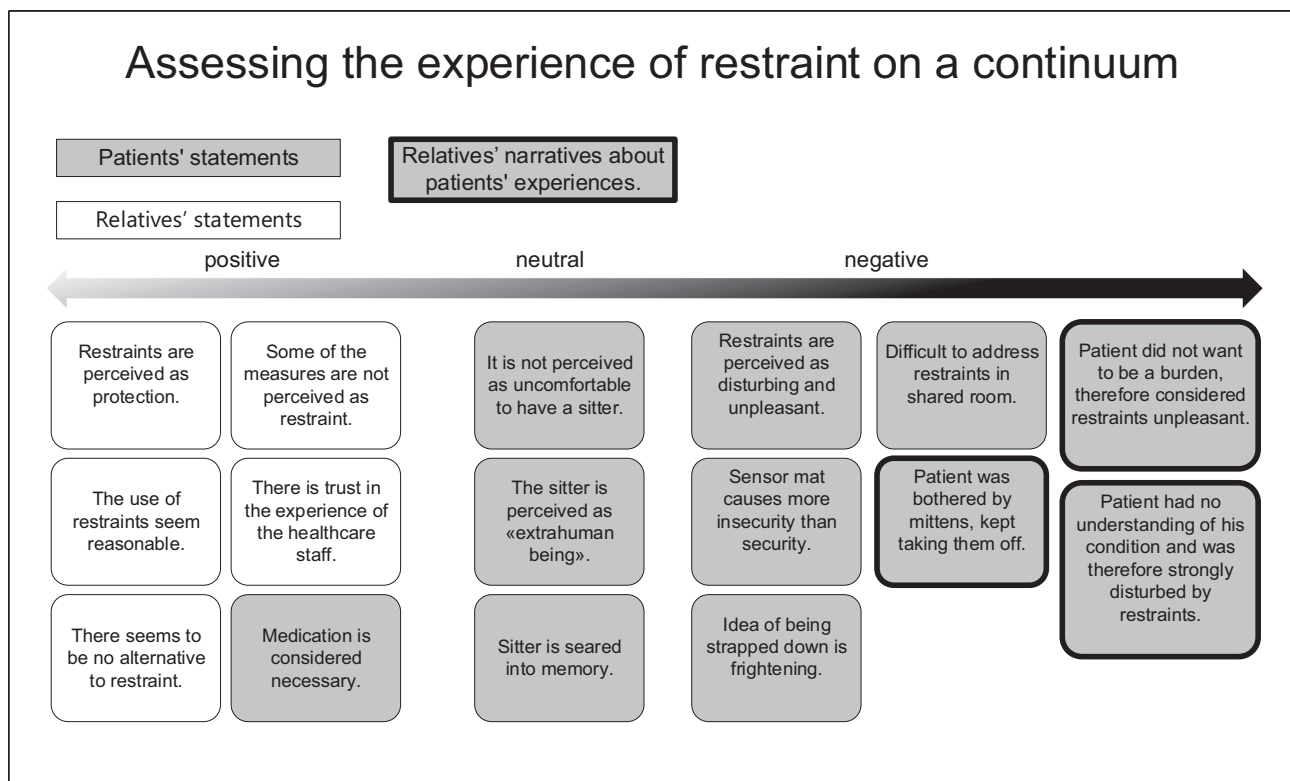 Assessing the experience of restraint on a continuum
Patients' statements
Relatives’ narratives about
patients' experiences.
Relatives’ statements
positive
neutral
negative
Restraints are
perceived as
protection.
Some of the
measures are not
perceived as
restraint.
It is not perceived
as uncomfortable
to have a sitter.
Restraints are
perceived as
disturbing and
unpleasant.
Difficult to address
restraints in
shared room.
Patient did not want
to be a burden,
therefore considered
restraints unpleasant.
The use of
restraints seem
reasonable.
There is trust in
the experience of
the healthcare
staff.
The sitter is
perceived as
«extrahuman
being».
Sensor mat
causes more
insecurity than
security.
Patient was
bothered by
mittens, kept
taking them off.
Patient had no
understanding of his
condition and was
therefore strongly
disturbed by
restraints.
There seems to
be no alternative
to restraint.
Medication is
considered
necessary.
Sitter is seared
into memory.
Idea of being
strapped down is
frightening.